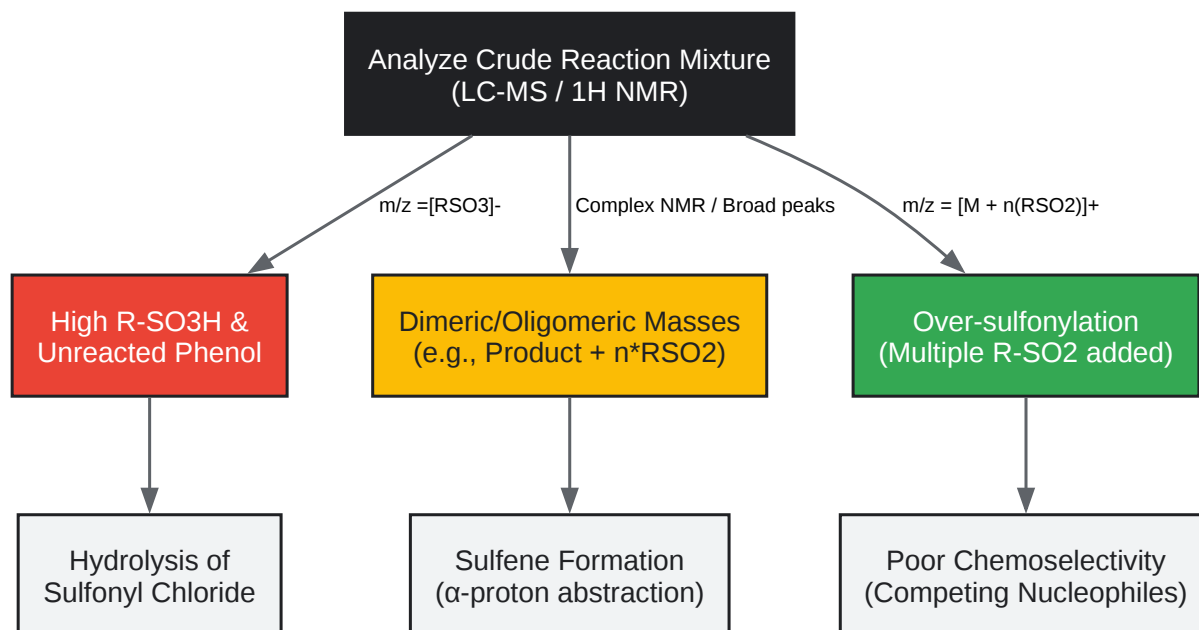 Analyze Crude Reaction Mixture
(LC-MS / 1H NMR)
m/z =[RSO3]-
Complex NMR / Broad peaks
m/z = [M + n(RSO2)]+
High R-SO3H &
Unreacted Phenol
Dimeric/Oligomeric Masses
(e.g., Product + n*RSO2)
Over-sulfonylation
(Multiple R-SO2 added)
Hydrolysis of
Sulfonyl Chloride
Sulfene Formation
(α-proton abstraction)
Poor Chemoselectivity
(Competing Nucleophiles)